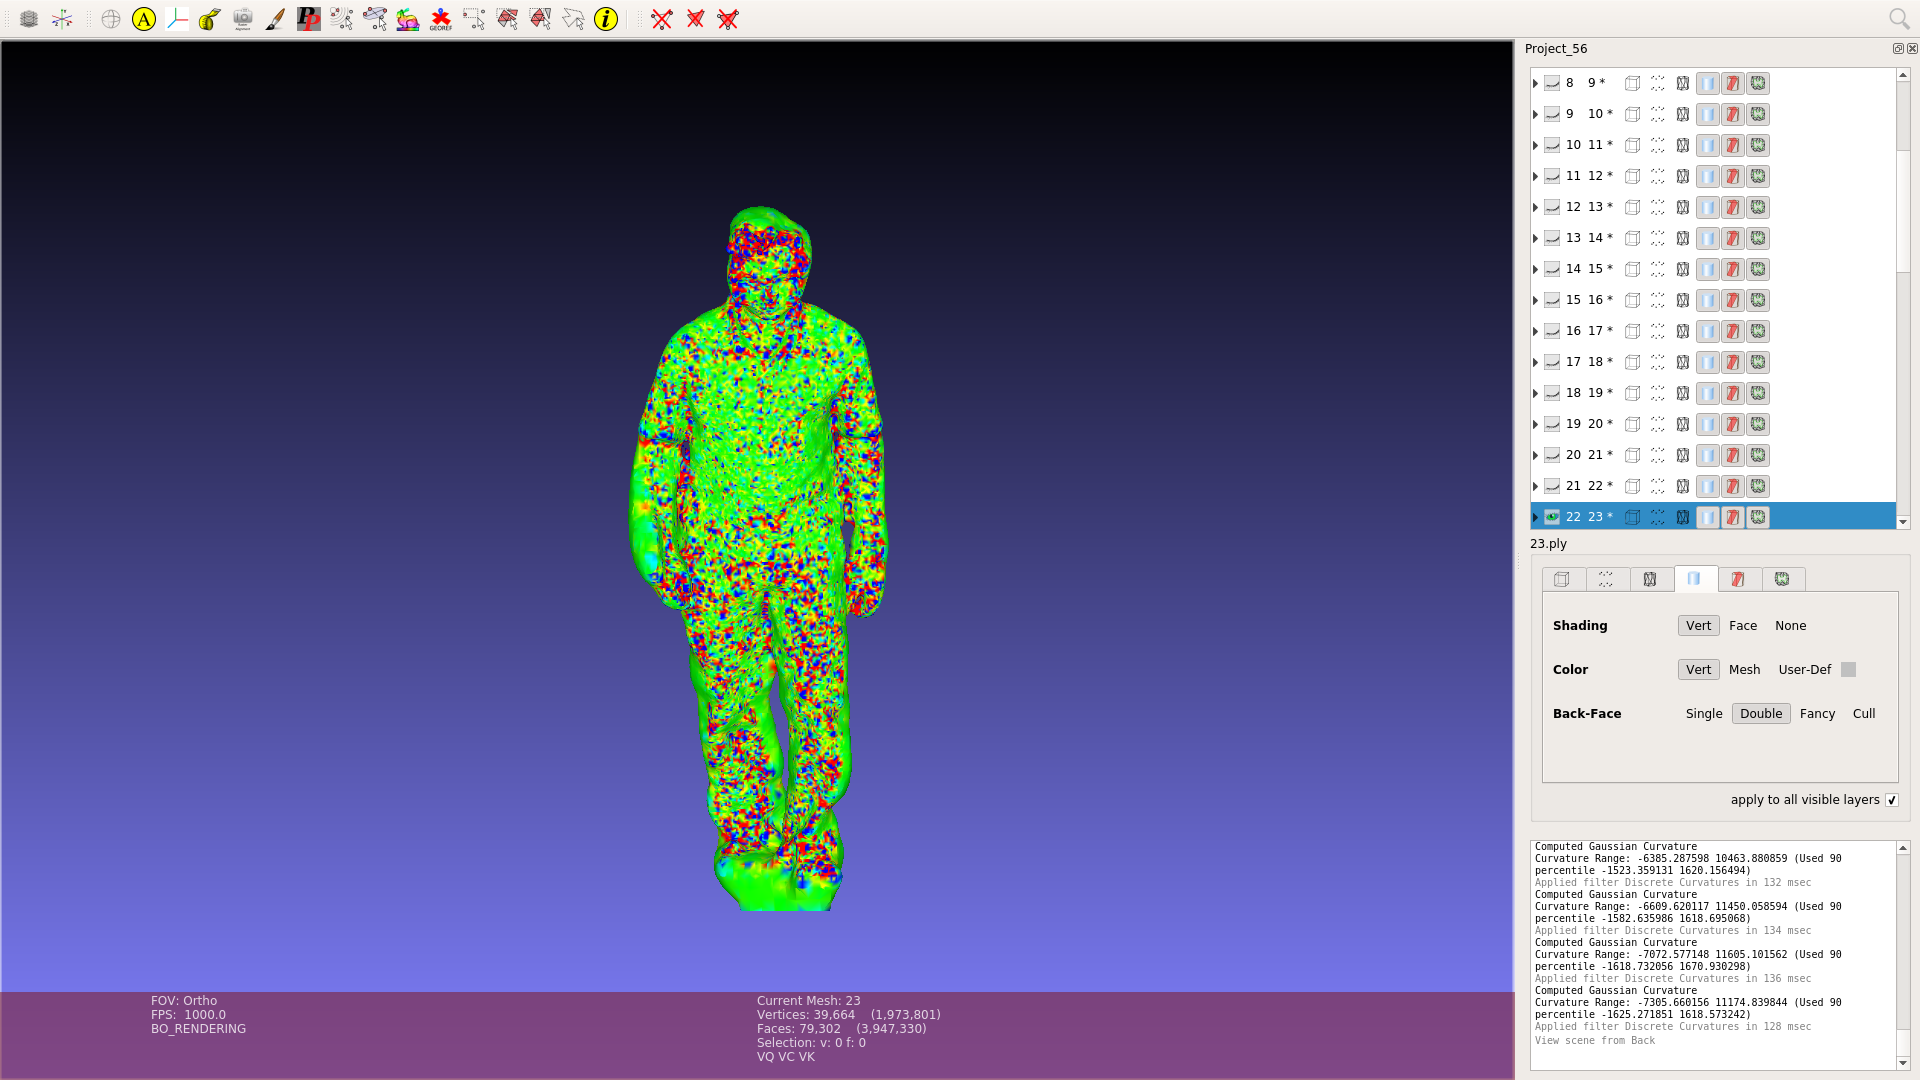 A
PP
GEOREF
i
Project_56
8 9 *
9 10 *
10 11 *
11 12 *
12 13 *
13 14 *
14 15 *
15 16 *
16 17 *
17 18 *
18 19 *
19 20 *
20 21 *
21 22 *
22 23 *
23.ply
Shading Vert Face None
Color Vert Mesh User-Def
Back-Face Single Double Fancy Cull
apply to all visible layers
Computed Gaussian Curvature
Curvature Range: -6385.287598 10463.880859 (Used 90
percentile -1523.359131 1620.156494)
Applied filter Discrete Curvatures in 132 msec
Computed Gaussian Curvature
Curvature Range: -6609.620117 11450.058594 (Used 90
percentile -1582.635986 1618.695068)
Applied filter Discrete Curvatures in 134 msec
Computed Gaussian Curvature
Curvature Range: -7072.577148 11605.101562 (Used 90
percentile -1618.732056 1670.930298)
Applied filter Discrete Curvatures in 136 msec
Computed Gaussian Curvature
Curvature Range: -7305.660156 11174.839844 (Used 90
percentile -1625.271851 1618.573242)
Applied filter Discrete Curvatures in 128 msec
View scene from Back
FOV: Ortho
FPS: 1000.0
BO_RENDERING
Current Mesh: 23
Vertices: 39,664 (1,973,801)
Faces: 79,302 (3,947,330)
Selection: v: 0 f: 0
VQ VC VK